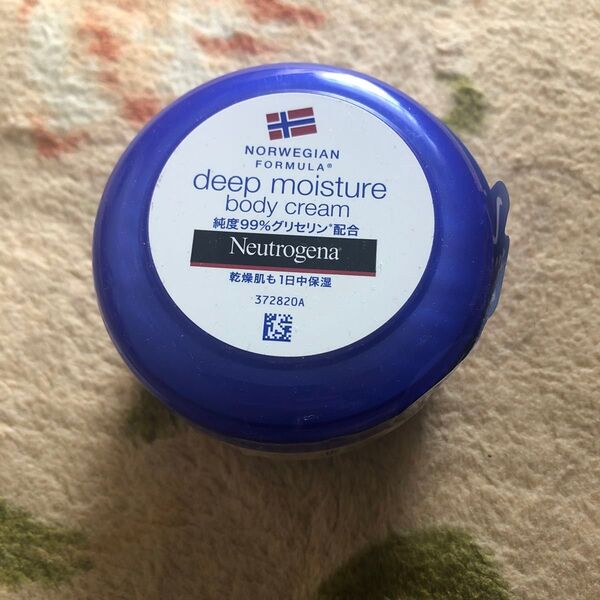 NORWEGIAN
FORMULA®
deep moisture
body cream
純度99%グリセリン*配合
Neutrogena®
乾燥肌も1日中保湿
372820A